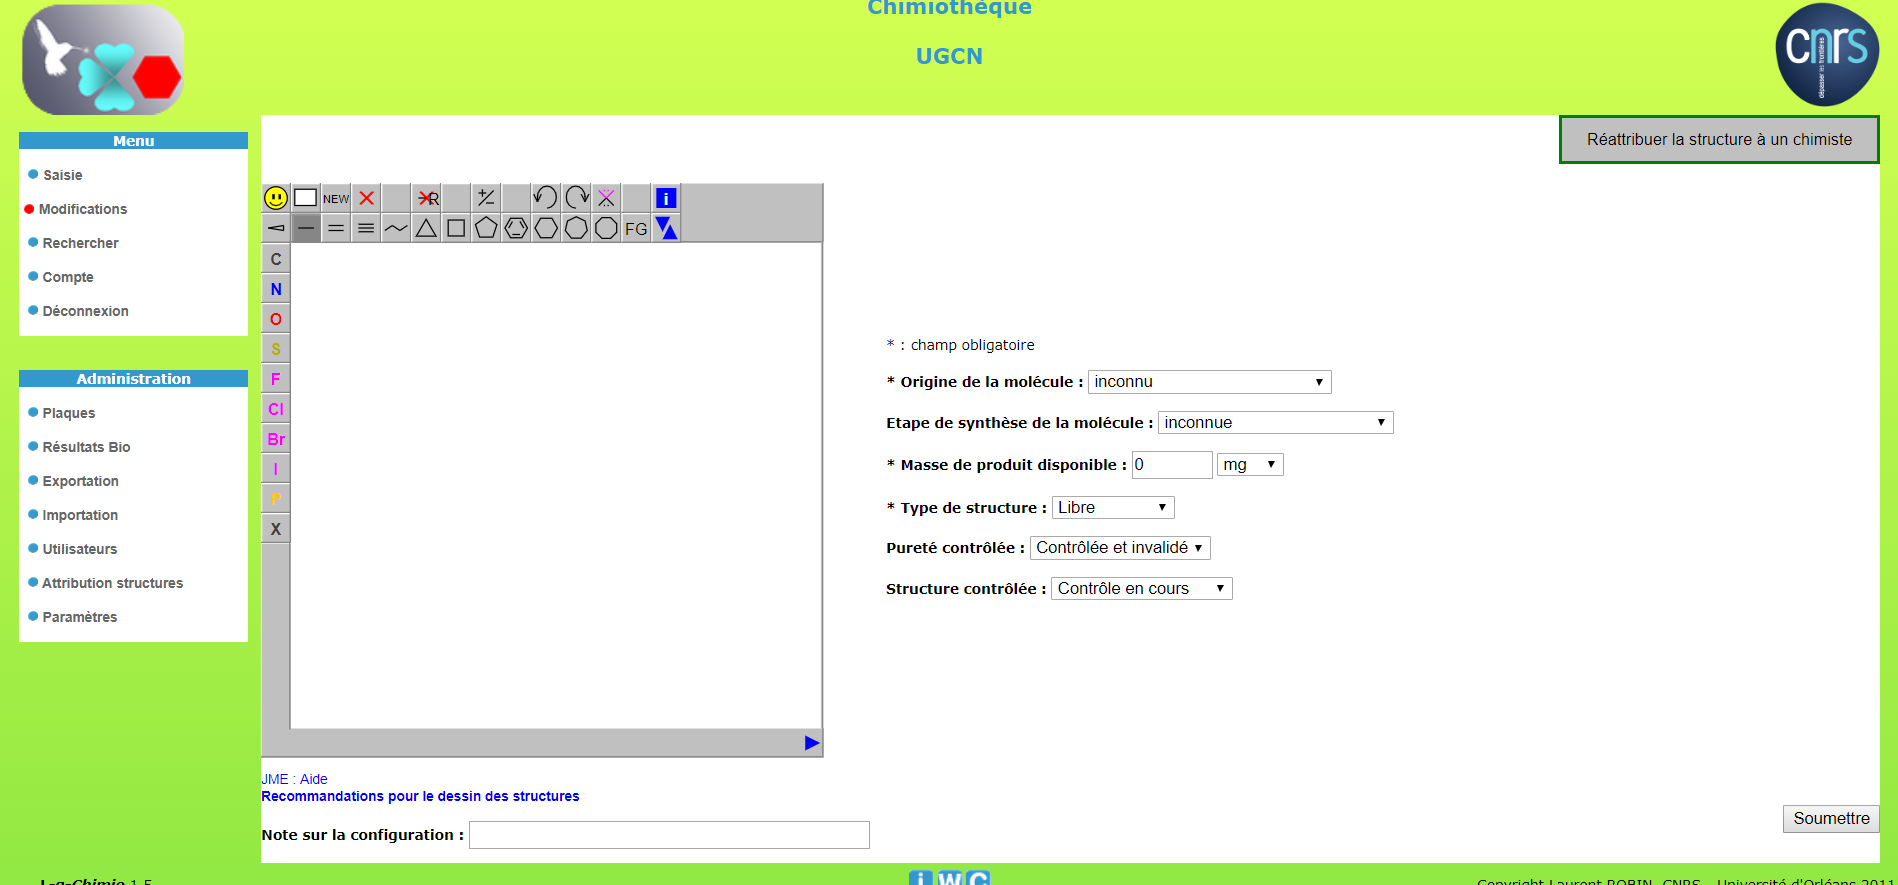 Chimiothèque
UGCN
cnrs
dépasser les frontières
Menu
Saisie
Modifications
Rechercher
Compte
Déconnexion
Administration
Plaques
Résultats Bio
Exportation
Importation
Utilisateurs
Attribution structures
Paramètres
Réattribuer la structure à un chimiste
NEW
R
i
FG
C
N
O
S
F
Cl
Br
I
P
X
JME : Aide
Recommandations pour le dessin des structures
Note sur la configuration :
* : champ obligatoire
* Origine de la molécule : inconnu
Etape de synthèse de la molécule : inconnue
* Masse de produit disponible : 0 mg
* Type de structure : Libre
Pureté contrôlée : Contrôlée et invalidé
Structure contrôlée : Contrôle en cours
Soumettre
L-g-Chimio 1.5
i W C
Copyright Laurent ROBIN, CNRS - Université d'Orléans 2011